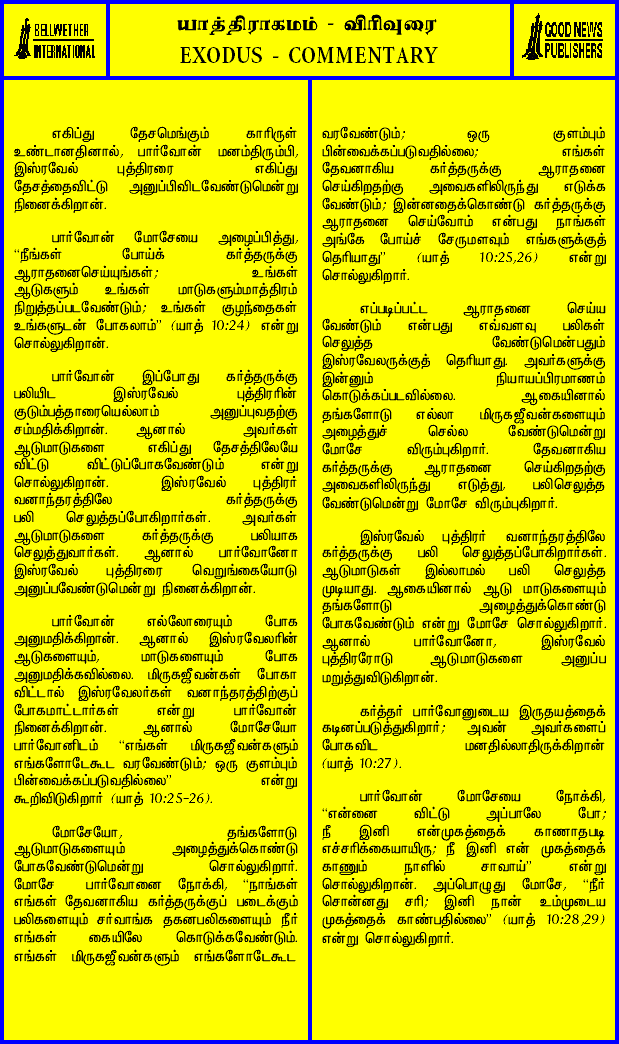 BELLWETHER
INTERNATIONAL
யாத்திராகமம் - விரிவுரை
EXODUS - COMMENTARY
GOOD NEWS
PUBLISHERS
எகிப்து தேசமெங்கும் காரிருள்
உண்டானதினால், பார்வோன் மனம்திரும்பி,
இஸ்ரவேல் புத்திரரை எகிப்து
தேசத்தைவிட்டு அனுப்பிவிடவேண்டுமென்று
நினைக்கிறான்.
பார்வோன் மோசேயை அழைப்பித்து,
“நீங்கள் போய்க் கர்த்தருக்கு
ஆராதனைசெய்யுங்கள்; உங்கள்
ஆடுகளும் உங்கள் மாடுகளும்மாத்திரம்
நிறுத்தப்படவேண்டும்; உங்கள் குழந்தைகள்
உங்களுடன் போகலாம்” (யாத் 10:24) என்று
சொல்லுகிறான்.
பார்வோன் இப்போது கர்த்தருக்கு
பலியிட இஸ்ரவேல் புத்திரரின்
குடும்பத்தாரையெல்லாம் அனுப்புவதற்கு
சம்மதிக்கிறான். ஆனால் அவர்கள்
ஆடுமாடுகளை எகிப்து தேசத்திலேயே
விட்டு விட்டுப்போகவேண்டும் என்று
சொல்லுகிறான். இஸ்ரவேல் புத்திரர்
வனாந்தரத்திலே கர்த்தருக்கு
பலி செலுத்தப்போகிறார்கள். அவர்கள்
ஆடுமாடுகளை கர்த்தருக்கு பலியாக
செலுத்துவார்கள். ஆனால் பார்வோனோ
இஸ்ரவேல் புத்திரரை வெறுங்கையோடு
அனுப்பவேண்டுமென்று நினைக்கிறான்.
பார்வோன் எல்லோரையும் போக
அனுமதிக்கிறான். ஆனால் இஸ்ரவேலரின்
ஆடுகளையும், மாடுகளையும் போக
அனுமதிக்கவில்லை. மிருகஜீவன்கள் போகா
விட்டால் இஸ்ரவேலர்கள் வனாந்தரத்திற்குப்
போகமாட்டார்கள் என்று பார்வோன்
நினைக்கிறான். ஆனால் மோசேயோ
பார்வோனிடம் “எங்கள் மிருகஜீவன்களும்
எங்களோடேகூட வரவேண்டும்; ஒரு குளம்பும்
பின்வைக்கப்படுவதில்லை” என்று
கூறிவிடுகிறார் (யாத் 10:25-26).
மோசேயோ, தங்களோடு
ஆடுமாடுகளையும் அழைத்துக்கொண்டு
போகவேண்டுமென்று சொல்லுகிறார்.
மோசே பார்வோனை நோக்கி, “நாங்கள்
எங்கள் தேவனாகிய கர்த்தருக்குப் படைக்கும்
பலிகளையும் சர்வாங்க தகனபலிகளையும் நீர்
எங்கள் கையிலே கொடுக்கவேண்டும்.
எங்கள் மிருகஜீவன்களும் எங்களோடேகூட
வரவேண்டும்; ஒரு குளம்பும்
பின்வைக்கப்படுவதில்லை; எங்கள்
தேவனாகிய கர்த்தருக்கு ஆராதனை
செய்கிறதற்கு அவைகளிலிருந்து எடுக்க
வேண்டும்; இன்னதைக்கொண்டு கர்த்தருக்கு
ஆராதனை செய்வோம் என்பது நாங்கள்
அங்கே போய்ச் சேருமளவும் எங்களுக்குத்
தெரியாது” (யாத் 10:25,26) என்று
சொல்லுகிறார்.
எப்படிப்பட்ட ஆராதனை செய்ய
வேண்டும் என்பது எவ்வளவு பலிகள்
செலுத்த வேண்டுமென்பதும்
இஸ்ரவேலருக்குத் தெரியாது. அவர்களுக்கு
இன்னும் நியாயப்பிரமாணம்
கொடுக்கப்படவில்லை. ஆகையினால்
தங்களோடு எல்லா மிருகஜீவன்களையும்
அழைத்துச் செல்ல வேண்டுமென்று
மோசே விரும்புகிறார். தேவனாகிய
கர்த்தருக்கு ஆராதனை செய்கிறதற்கு
அவைகளிலிருந்து எடுத்து, பலிசெலுத்த
வேண்டுமென்று மோசே விரும்புகிறார்.
இஸ்ரவேல் புத்திரர் வனாந்தரத்திலே
கர்த்தருக்கு பலி செலுத்தப்போகிறார்கள்.
ஆடுமாடுகள் இல்லாமல் பலி செலுத்த
முடியாது. ஆகையினால் ஆடு மாடுகளையும்
தங்களோடு அழைத்துக்கொண்டு
போகவேண்டும் என்று மோசே சொல்லுகிறார்.
ஆனால் பார்வோனோ, இஸ்ரவேல்
புத்திரரோடு ஆடுமாடுகளை அனுப்ப
மறுத்துவிடுகிறான்.
கர்த்தர் பார்வோனுடைய இருதயத்தைக்
கடினப்படுத்துகிறார்; அவன் அவர்களைப்
போகவிட மனதில்லாதிருக்கிறான்
(யாத் 10:27).
பார்வோன் மோசேயை நோக்கி,
“என்னை விட்டு அப்பாலே போ;
நீ இனி என்முகத்தைக் காணாதபடி
எச்சரிக்கையாயிரு; நீ இனி என் முகத்தைக்
காணும் நாளில் சாவாய்” என்று
சொல்லுகிறான். அப்பொழுது மோசே, “நீர்
சொன்னது சரி; இனி நான் உம்முடைய
முகத்தைக் காண்பதில்லை” (யாத் 10:28,29)
என்று சொல்லுகிறார்.